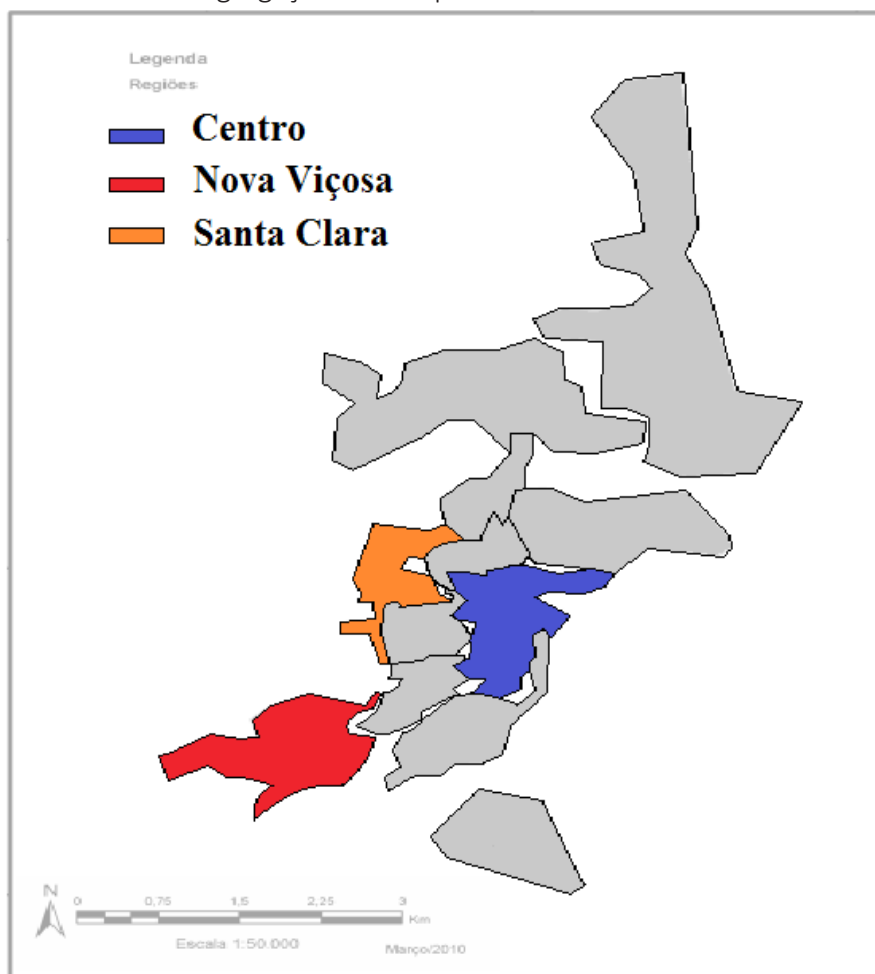 Legenda
Regiões
Centro
Nova Viçosa
Santa Clara
N
0 0,75 1,5 2,25 3
Km
Escala 1:50.000
Março/2010